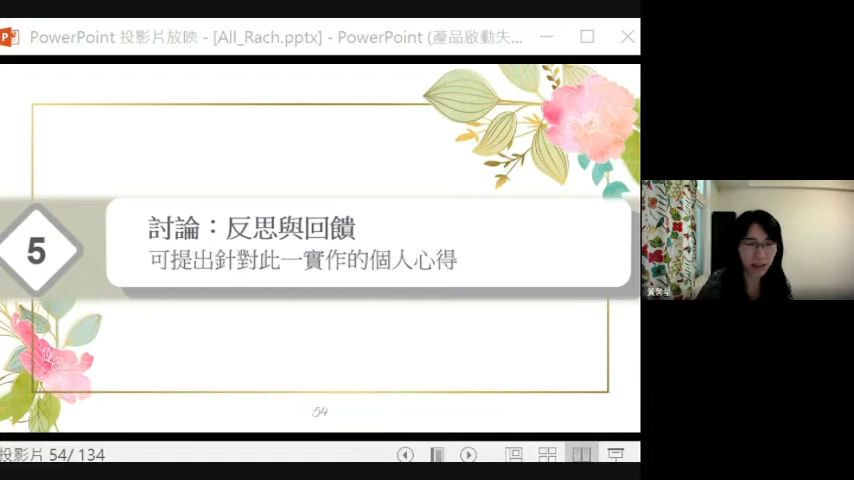 PowerPoint 投影片放映 - [All_Rach.pptx] - PowerPoint (產品啟動失...
5
討論：反思與回饋
可提出針對此一實作的個人心得
54
投影片 54/ 134